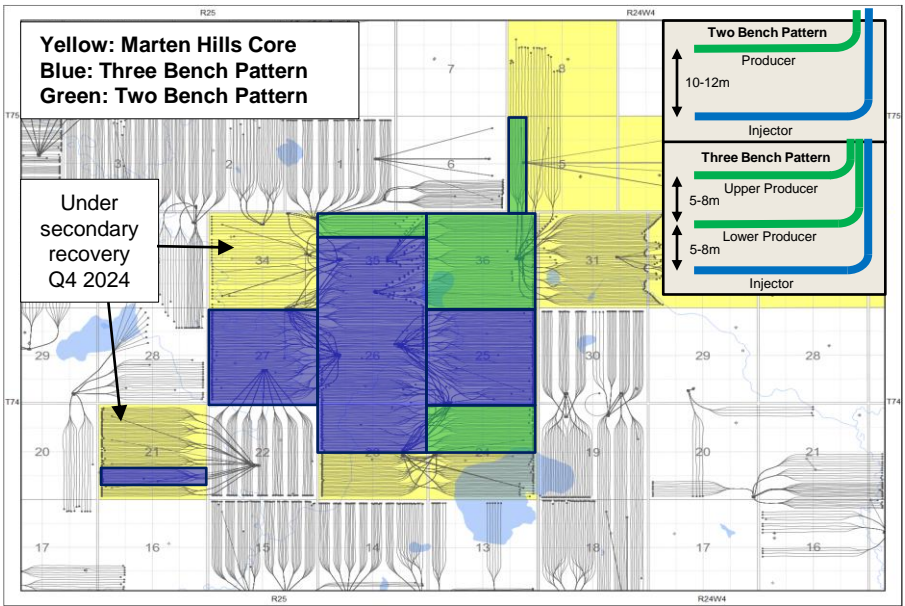 R25
R24W4
Yellow: Marten Hills Core
Blue: Three Bench Pattern
Green: Two Bench Pattern
Two Bench Pattern
Producer
10-12m
Injector
Three Bench Pattern
Upper Producer
5-8m
Lower Producer
5-8m
Injector
7
8
T75
T75
3
2
1
6
5
Under
secondary
recovery
Q4 2024
34
35
36
31
29
28
27
26
25
30
29
28
T74
T74
20
21
22
23
19
20
21
17
16
15
14
13
18
17
16
R25
R24W4